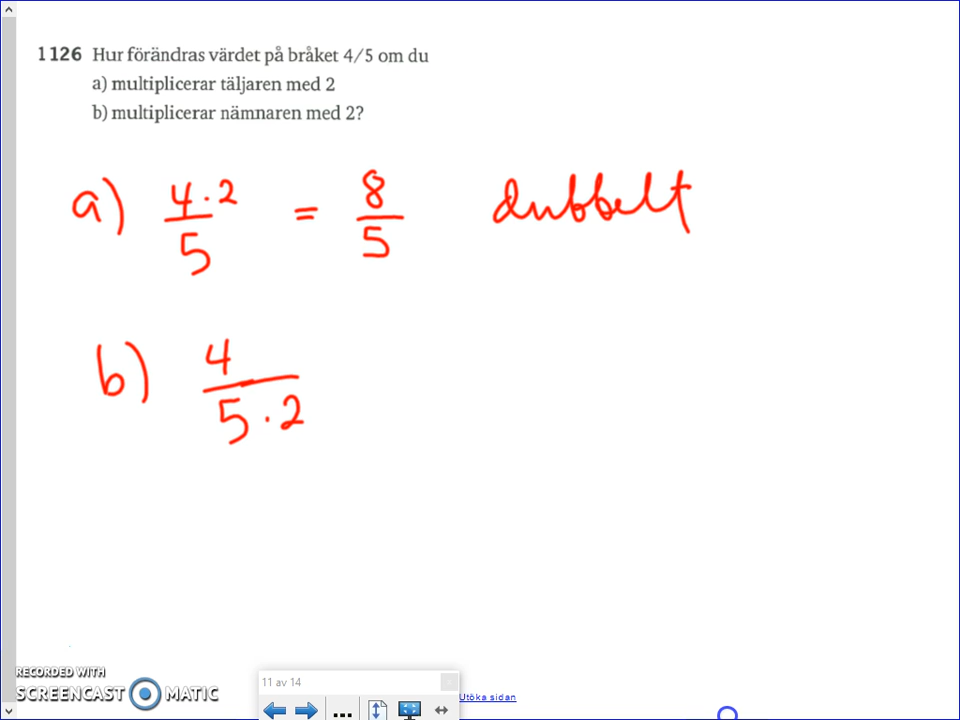 1126 Hur förändras värdet på bråket 4/5 om du
a) multiplicerar täljaren med 2
b) multiplicerar nämnaren med 2?
a) 4·2/5 = 8/5 dubbelt
b) 4/5·2
RECORDED WITH
SCREENCAST MATIC
11 av 14
Utöka sidan